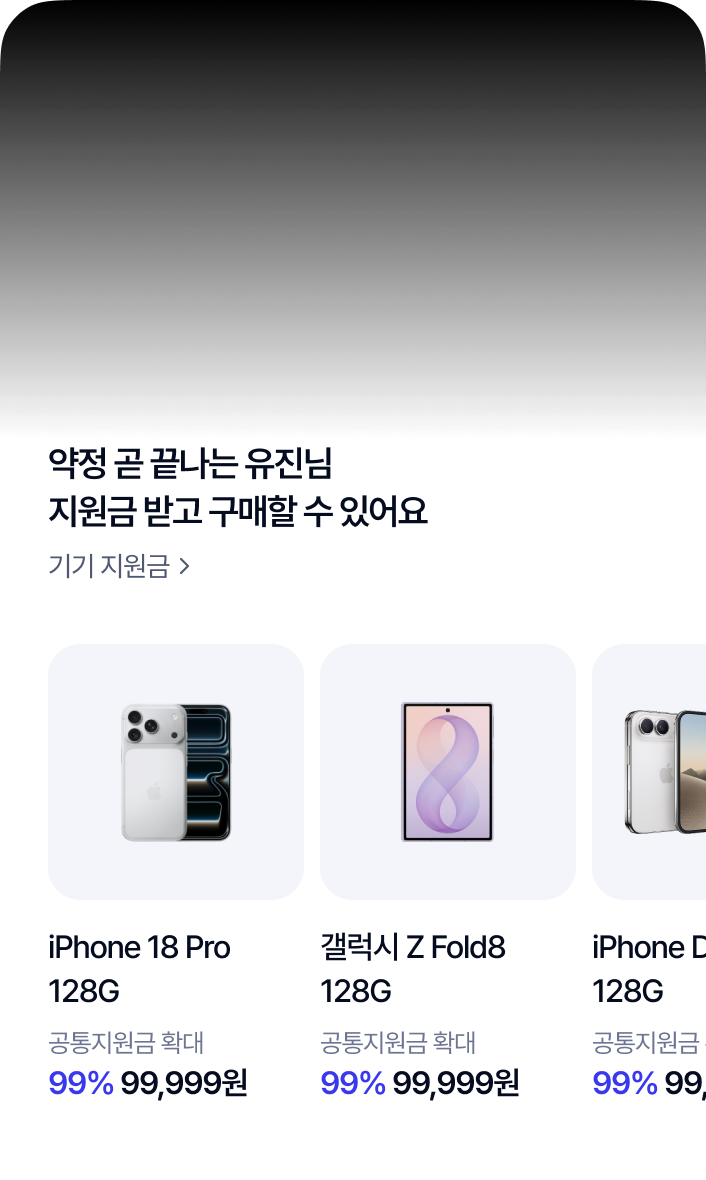 약정 곧 끝나는 유진님
지원금 받고 구매할 수 있어요
기기 지원금 >
iPhone 18 Pro
128G
공통지원금 확대
99% 99,999원
갤럭시 Z Fold8
128G
공통지원금 확대
99% 99,999원
iPhone
128G
공통지원금
99% 99,